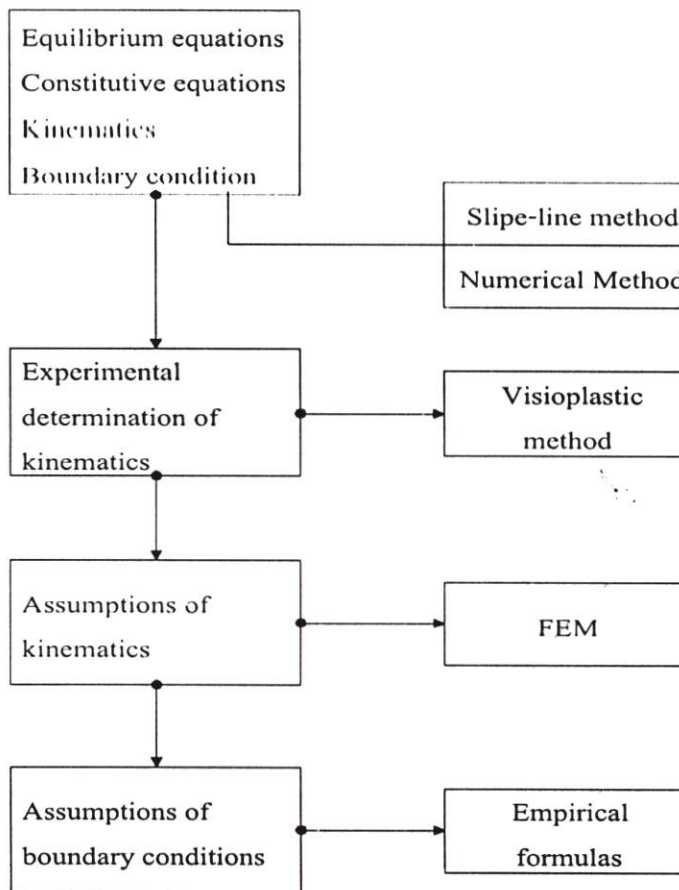 Equilibrium equations
Constitutive equations
Kinematics
Boundary condition
Slipe-line method
Numerical Method
Experimental
determination of
kinematics
Visioplastic
method
Assumptions of
kinematics
FEM
Assumptions of
boundary conditions
Empirical
formulas